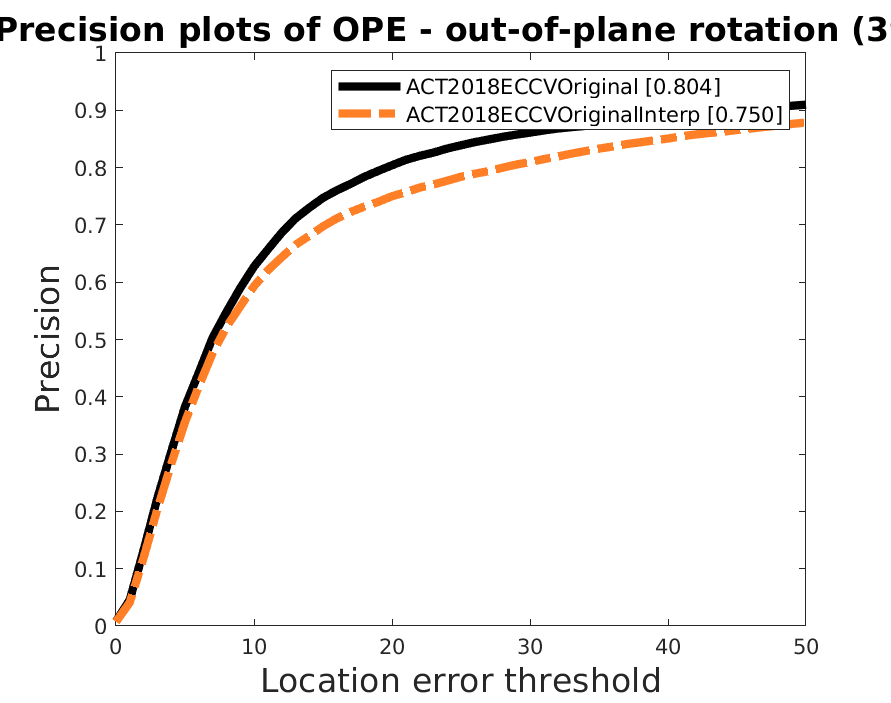 Precision plots of OPE - out-of-plane rotation (3
1
0.9
0.8
0.7
0.6
0.5
0.4
0.3
0.2
0.1
0
Precision
ACT2018ECCVOriginal [0.804]
ACT2018ECCVOriginalInterp [0.750]
0 10 20 30 40 50
Location error threshold